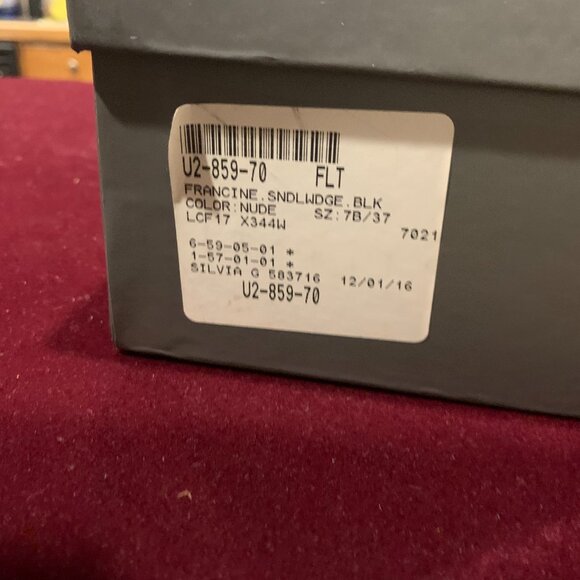 U2-859-70 FLT
FRANCINE.SNDLWDGE.BLK
COLOR:NUDE SZ:7B/37
LCF17 X344W 7021
6-59-05-01 *
1-57-01-01 *
SILVIA G 583716 12/01/16
U2-859-70